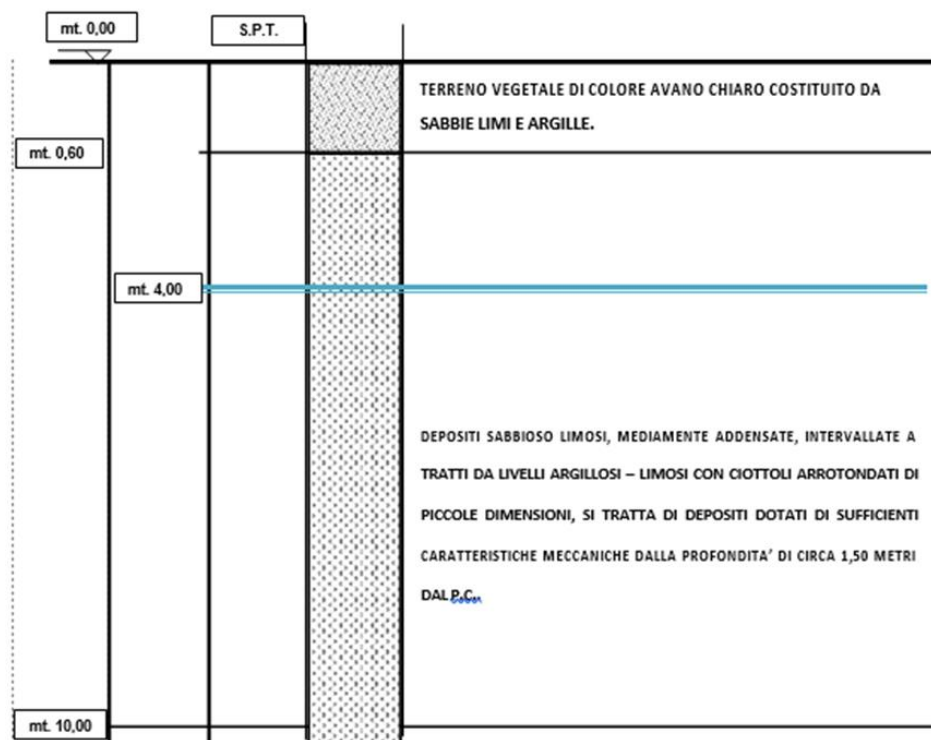 mt. 0,00
S.P.T.
TERRENO VEGETALE DI COLORE AVANO CHIARO COSTITUITO DA
SABBIE LIMI E ARGILLE.
mt. 0,60
mt. 4,00
DEPOSITI SABBIOSO LIMOSI, MEDIAMENTE ADDENSATE, INTERVALLATE A
TRATTI DA LIVELLI ARGILLOSI – LIMOSI CON CIOTTOLI ARROTONDATI DI
PICCOLE DIMENSIONI, SI TRATTA DI DEPOSITI DOTATI DI SUFFICIENTI
CARATTERISTICHE MECCANICHE DALLA PROFONDITA' DI CIRCA 1,50 METRI
DAL P.C..
mt. 10,00